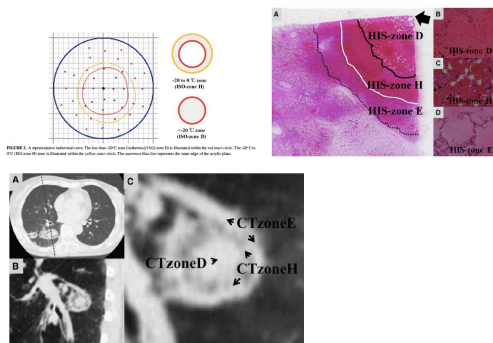 -20 to 0 ℃ zone
(ISO-zone H)
<-20 ℃ zone
(ISO-zone D)
FIGURE 2. A representative isothermal curve. The less than -20°C zone (isothermal [ISO] zone D) is illustrated within the red inner circle. The -20° C to
0°C (ISO-zone H) zone is illustrated within the yellow outer circle. The outermost blue line represents the outer edge of the acrylic plate.
A
HIS-zone D
HIS-zone H
HIS-zone E
B
HIS-zone D
C
HIS-zone H
D
HIS-zone E
A
B
C
CTzoneE
CTzoneD
CTzoneH